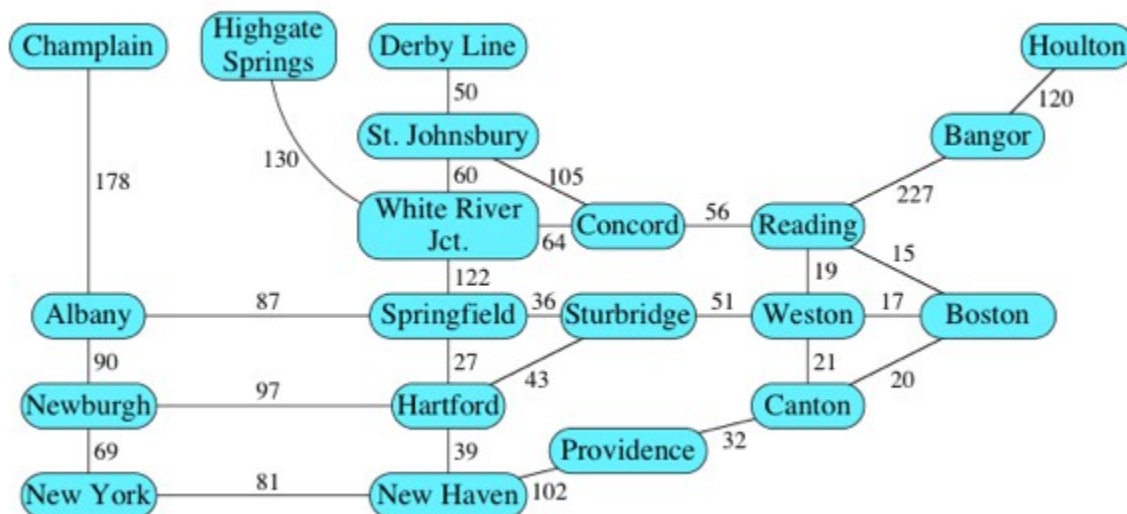 Champlain
Highgate
Springs
Derby Line
Houlton
50
120
St. Johnsbury
Bangor
130
178
60
105
227
White River
Jct.
64
Concord
56
Reading
15
122
19
Albany
87
Springfield
36
Sturbridge
51
Weston
17
Boston
90
27
43
21
20
Newburgh
97
Hartford
Canton
69
39
Providence
32
New York
81
New Haven
102